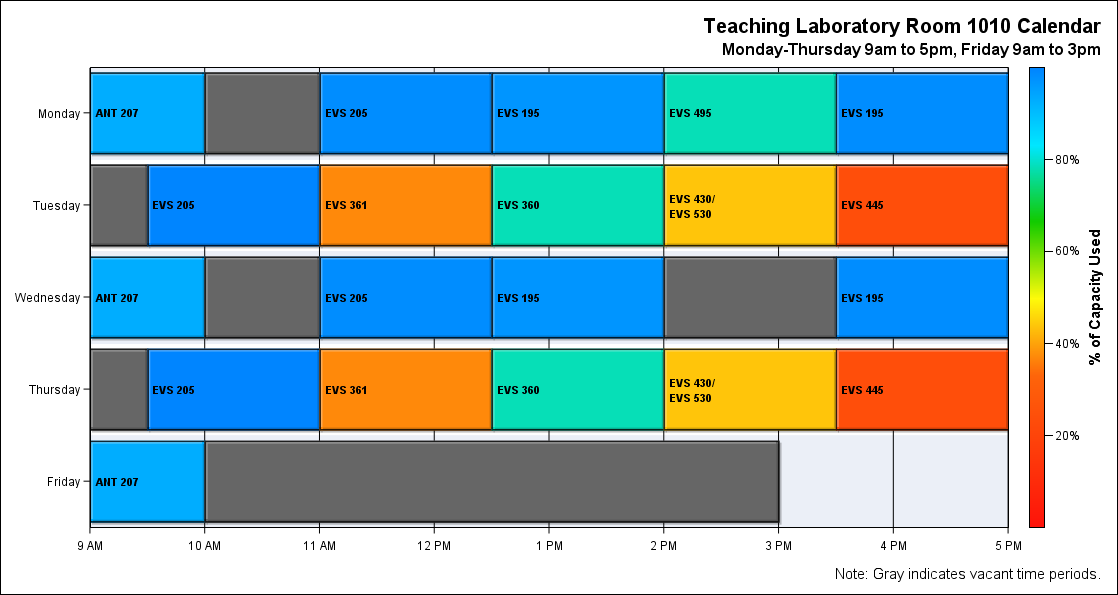 Teaching Laboratory Room 1010 Calendar
Monday-Thursday 9am to 5pm, Friday 9am to 3pm
Monday
ANT 207
EVS 205
EVS 195
EVS 495
EVS 195
Tuesday
EVS 205
EVS 361
EVS 360
EVS 430/
EVS 530
EVS 445
Wednesday
ANT 207
EVS 205
EVS 195
EVS 195
Thursday
EVS 205
EVS 361
EVS 360
EVS 430/
EVS 530
EVS 445
Friday
ANT 207
9 AM 10 AM 11 AM 12 PM 1 PM 2 PM 3 PM 4 PM 5 PM
80%
60%
40%
20%
% of Capacity Used
Note: Gray indicates vacant time periods.